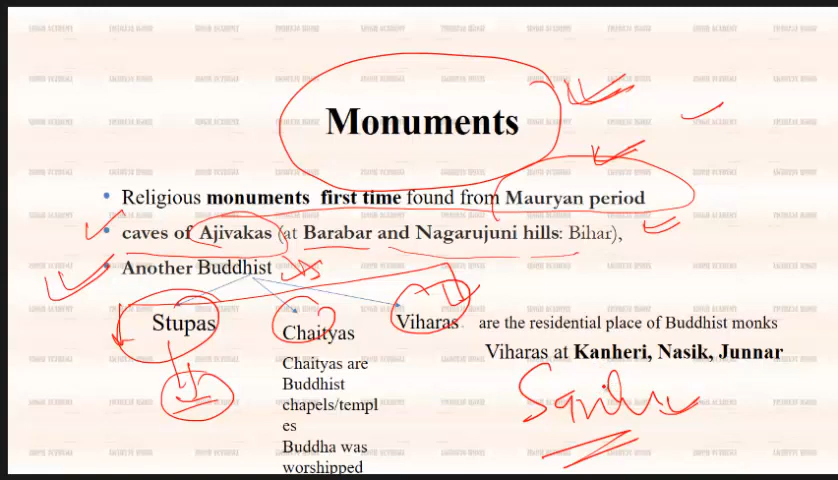 Monuments
Religious monuments first time found from Mauryan period
caves of Ajivakas (at Barabar and Nagarujuni hills: Bihar),
Another Buddhist
Stupas
Chaityas
Viharas are the residential place of Buddhist monks
Viharas at Kanheri, Nasik, Junnar
Chaityas are
Buddhist
chapels/templ
es
Buddha was
worshipped